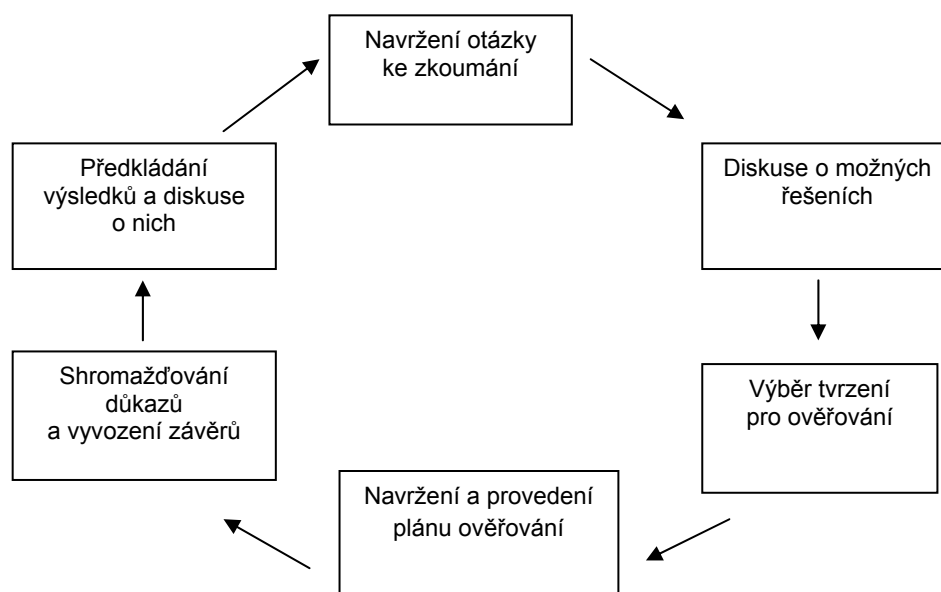 Navržení otázky
ke zkoumání
Diskuse o možných
řešeních
Výběr tvrzení
pro ověřování
Navržení a provedení
plánu ověřování
Shromažďování
důkazů
a vyvození závěrů
Předkládání
výsledků a diskuse
o nich